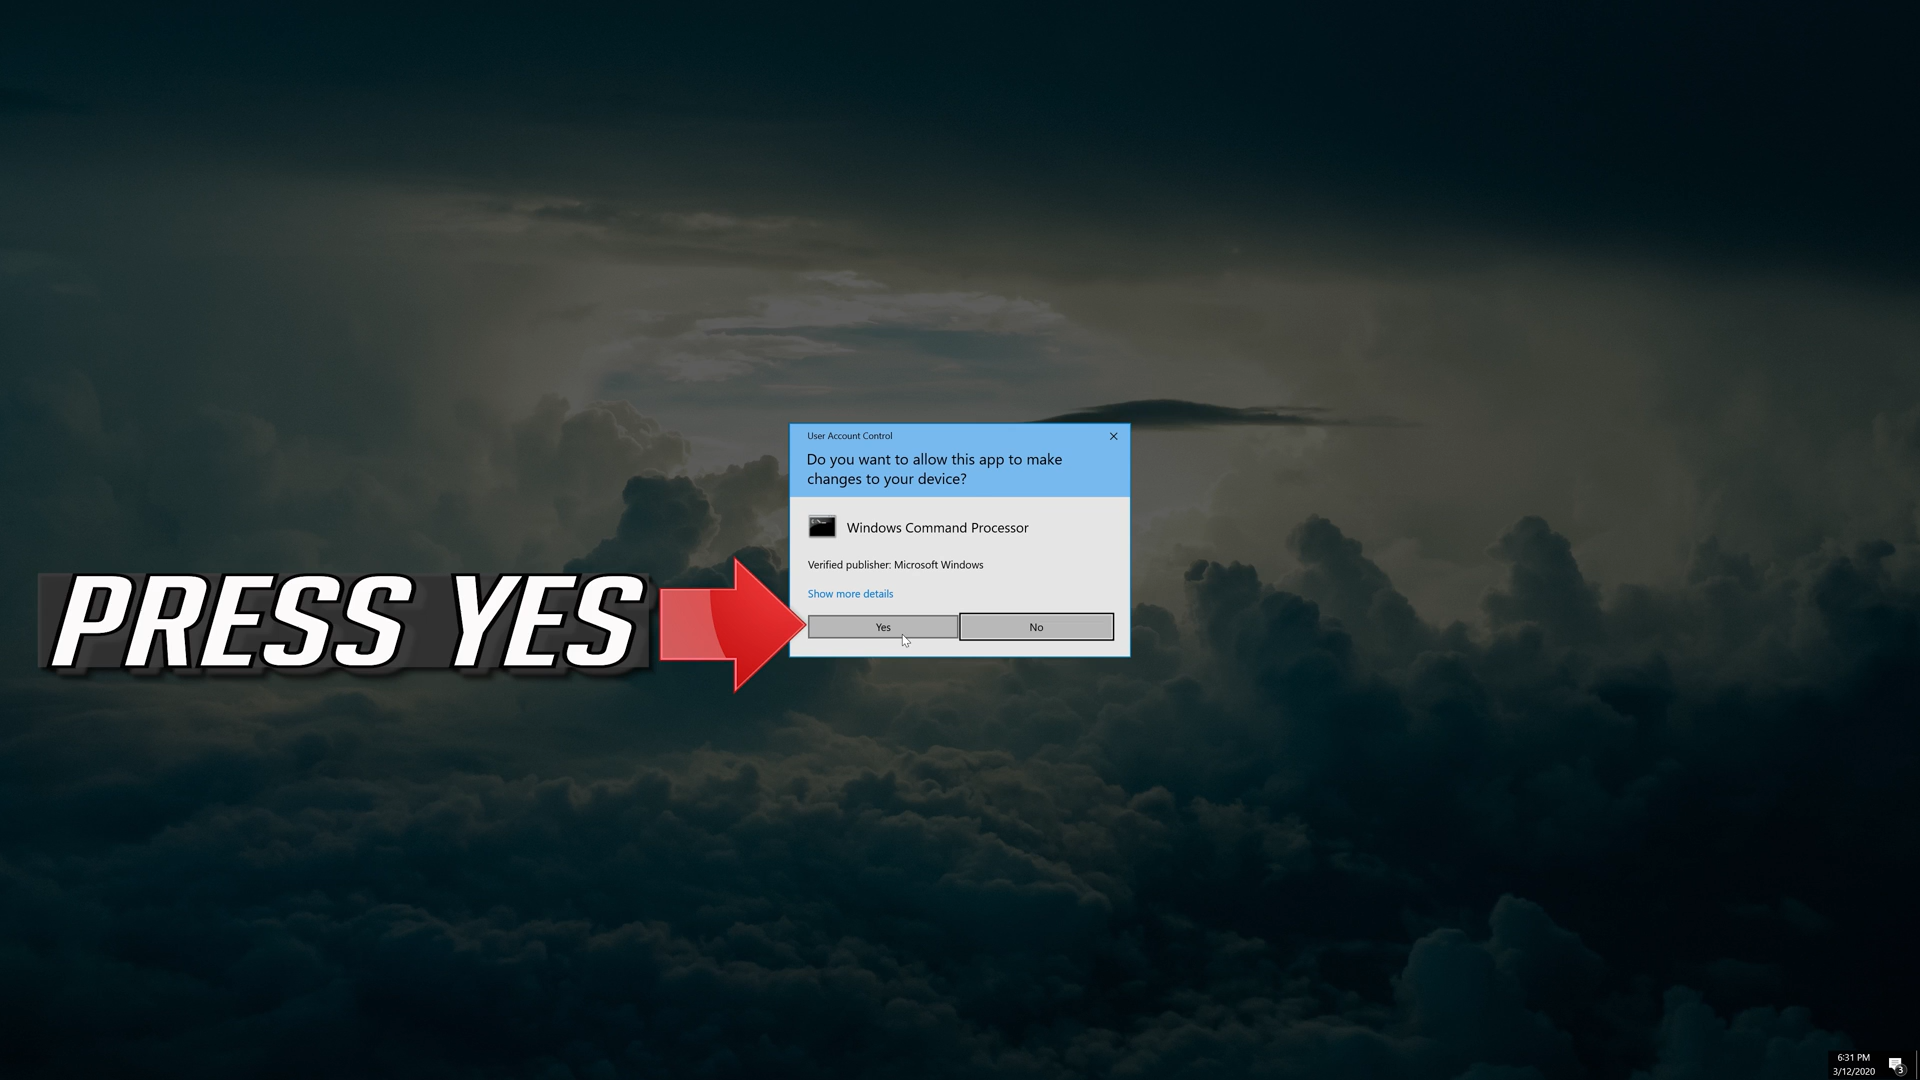 User Account Control
Do you want to allow this app to make
changes to your device?
Windows Command Processor
Verified publisher: Microsoft Windows
Show more details
PRESS YES
Yes
No
6:31 PM
3/12/2020
3